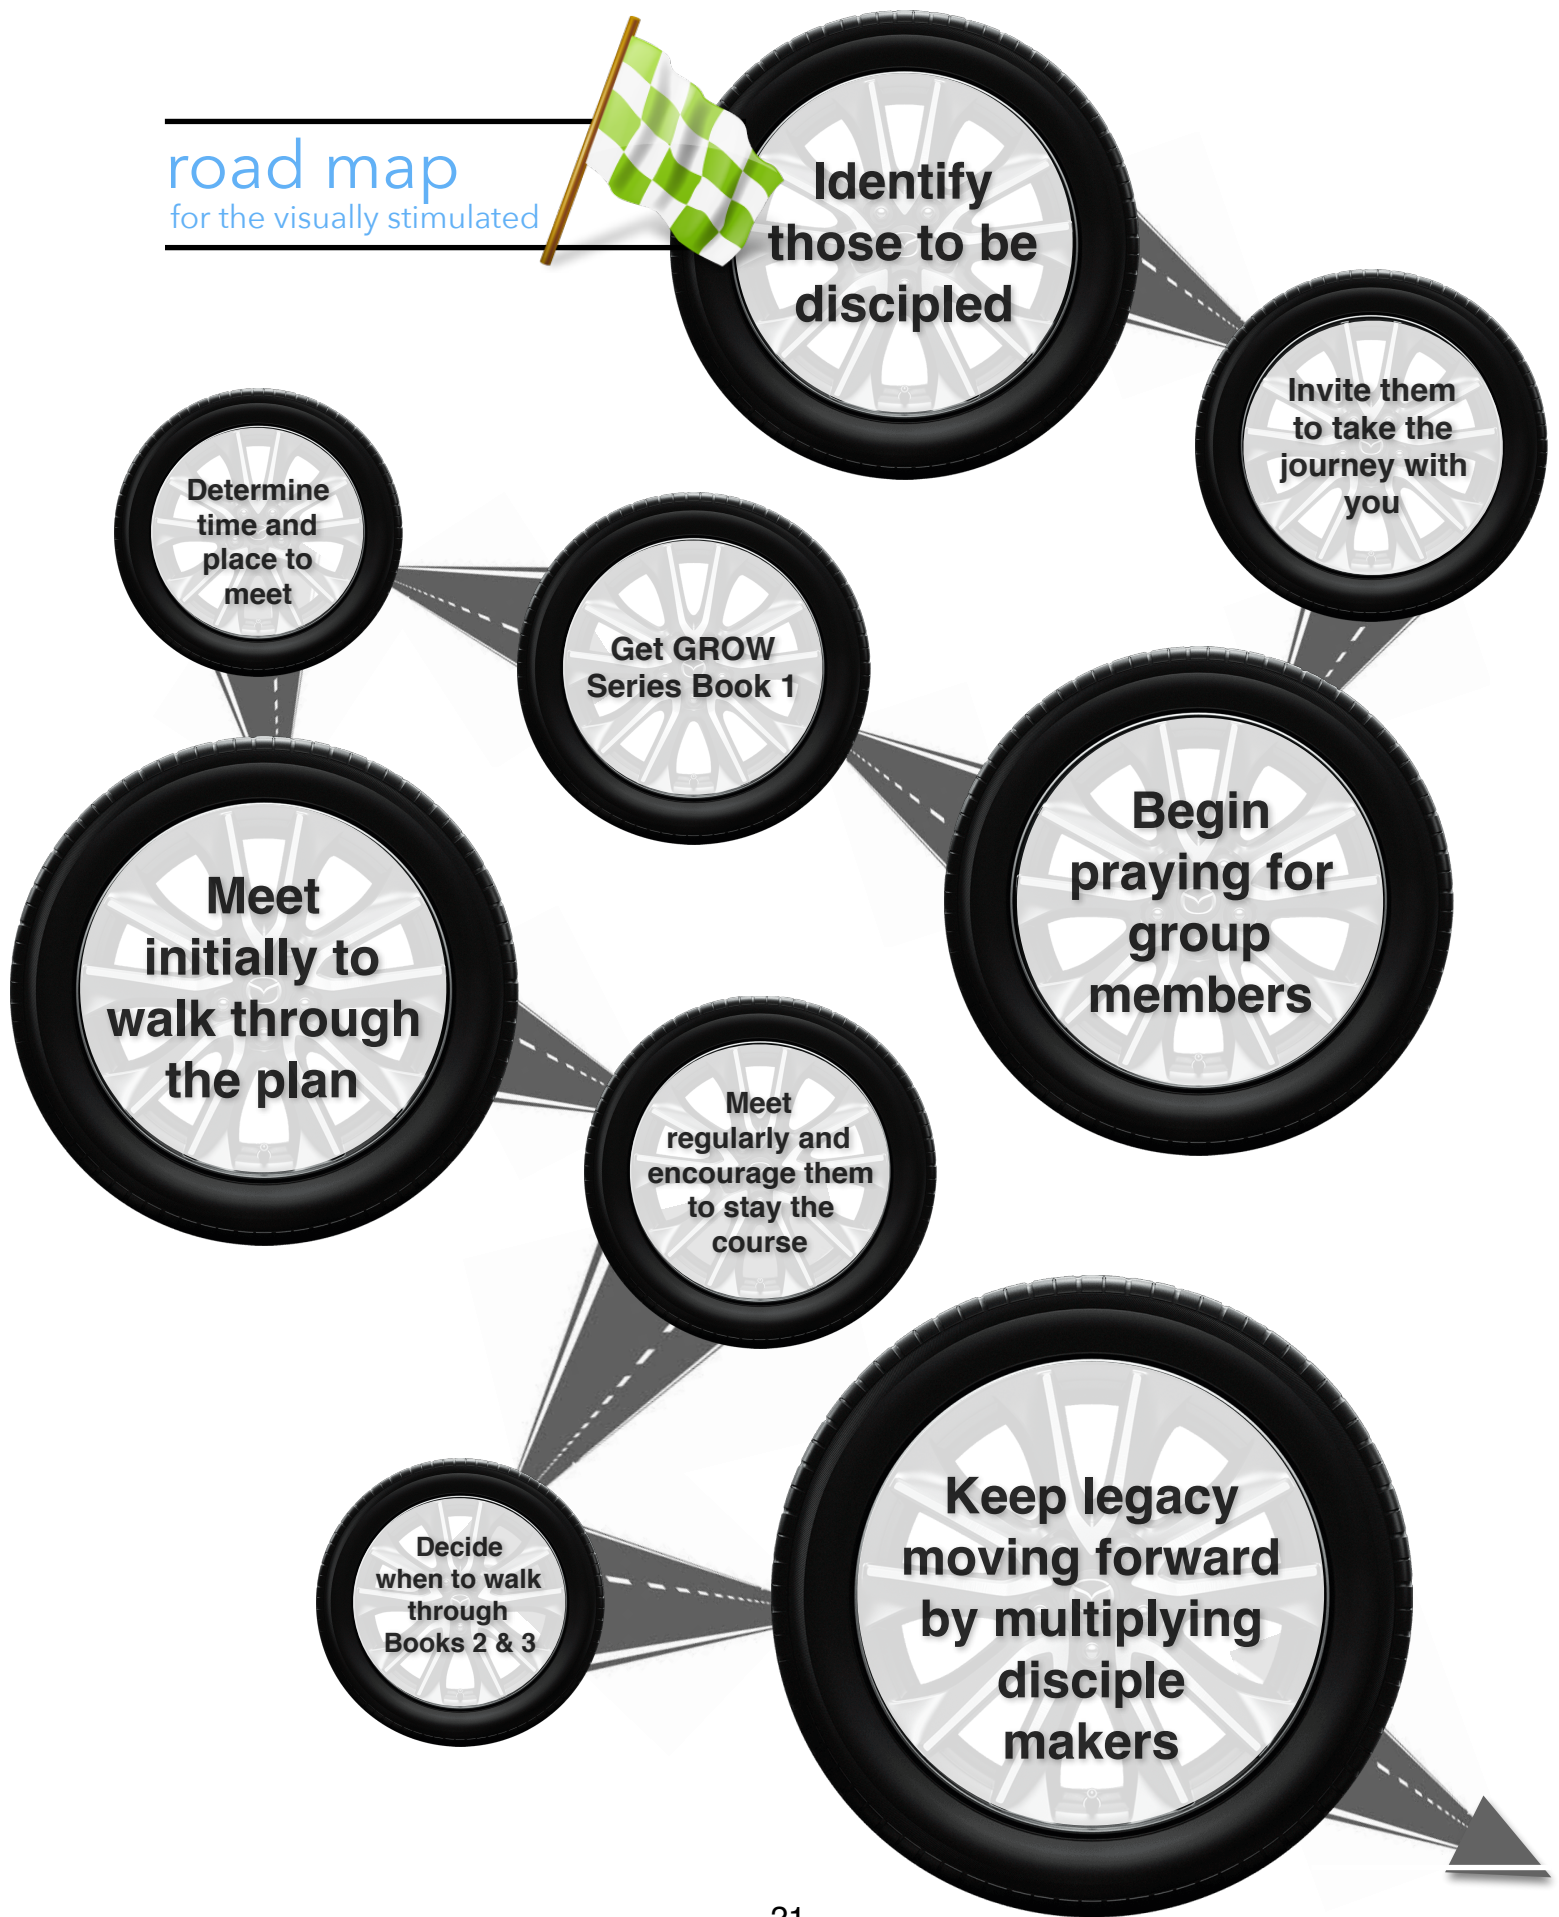 road map
for the visually stimulated
Identify
those to be
discipled
Invite them
to take the
journey with
you
Begin
praying for
group
members
Get GROW
Series Book 1
Determine
time and
place to
meet
Meet
initially to
walk through
the plan
Meet
regularly and
encourage them
to stay the
course
Decide
when to walk
through
Books 2 & 3
Keep legacy
moving forward
by multiplying
disciple
makers